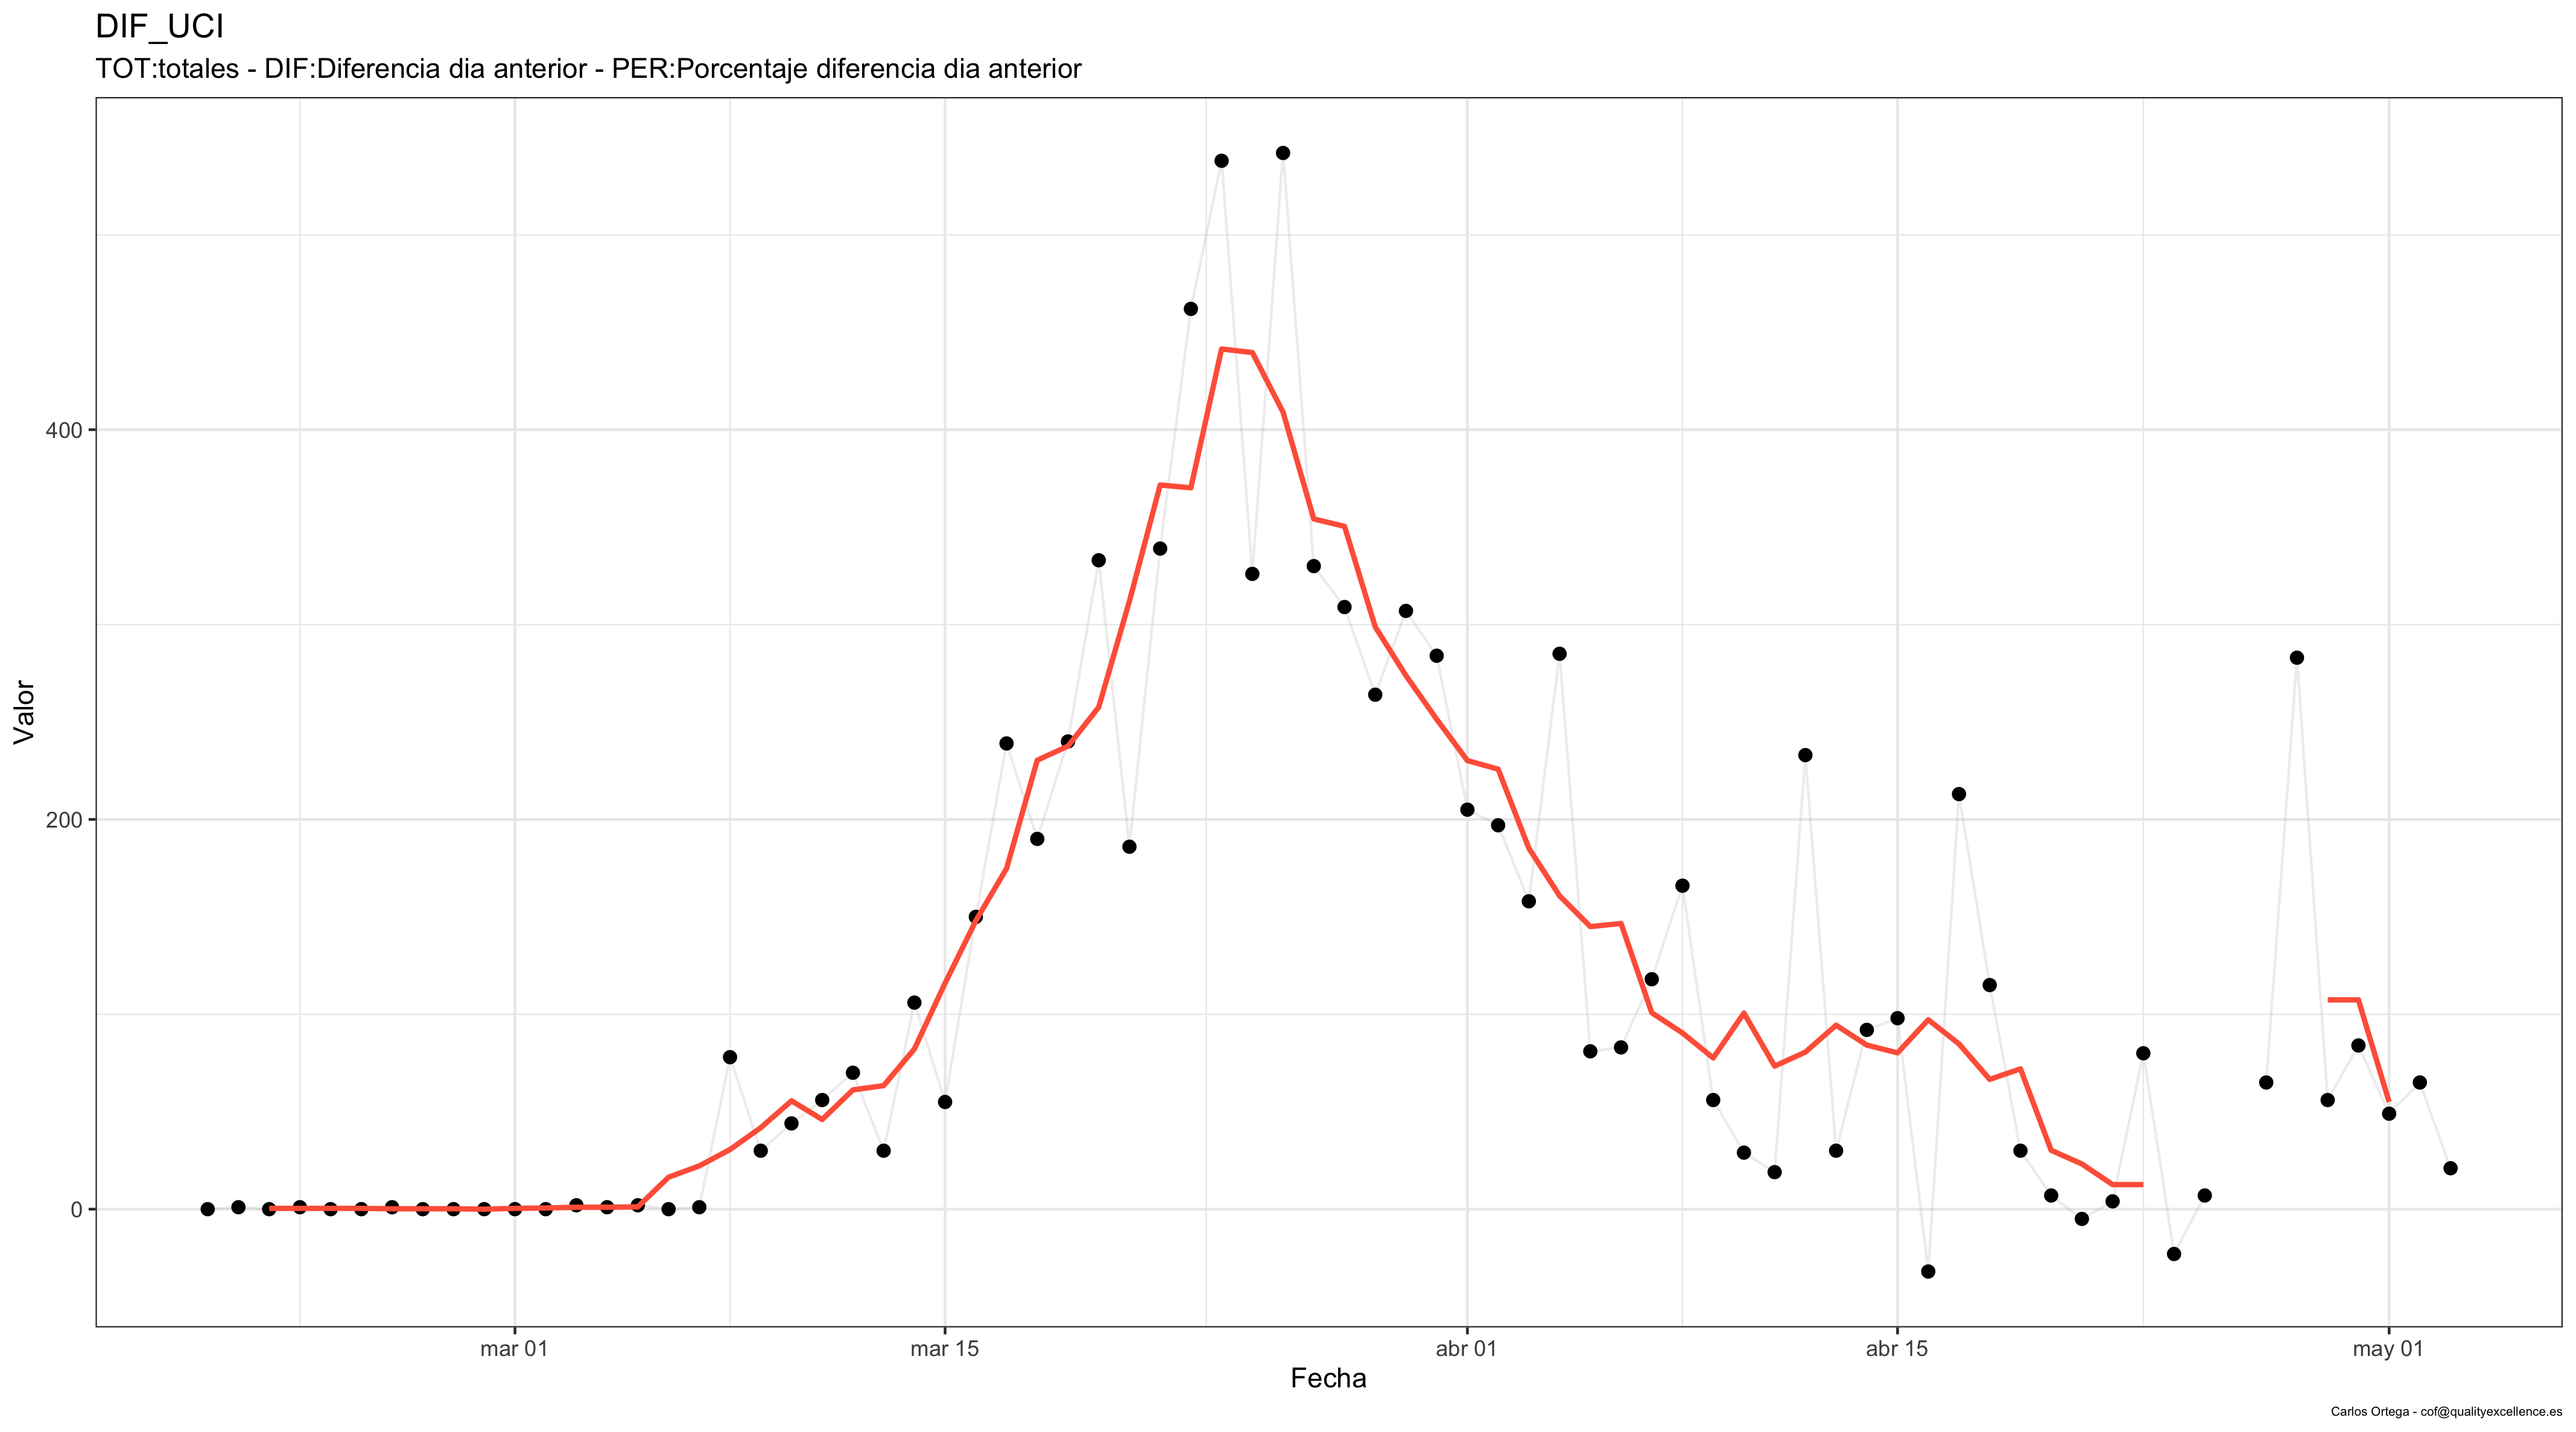 DIF_UCI
TOT:totales - DIF:Diferencia dia anterior - PER:Porcentaje diferencia dia anterior
Valor
400
200
0
mar 01
mar 15
abr 01
abr 15
may 01
Fecha
Carlos Ortega - cof@qualityexcellence.es